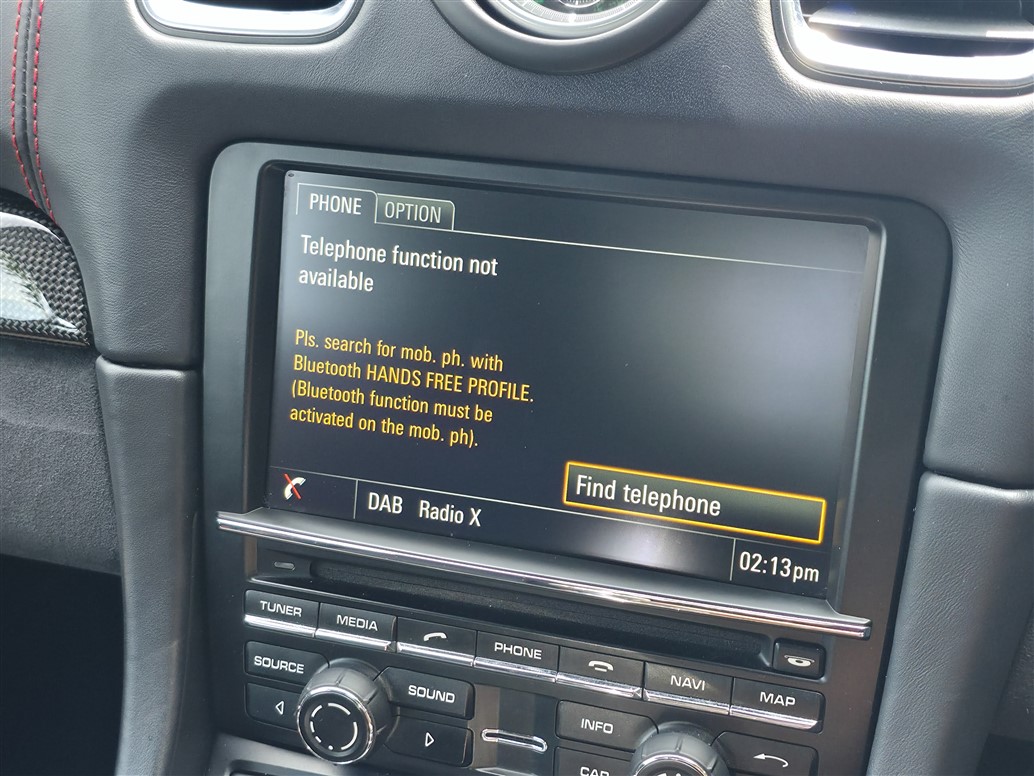 PHONE OPTION
Telephone function not
available
Pls. search for mob. ph. with
Bluetooth HANDS FREE PROFILE.
(Bluetooth function must be
activated on the mob. ph).
Find telephone
DAB Radio X
02:13pm
TUNER MEDIA PHONE NAVI MAP
SOURCE SOUND INFO
CAR